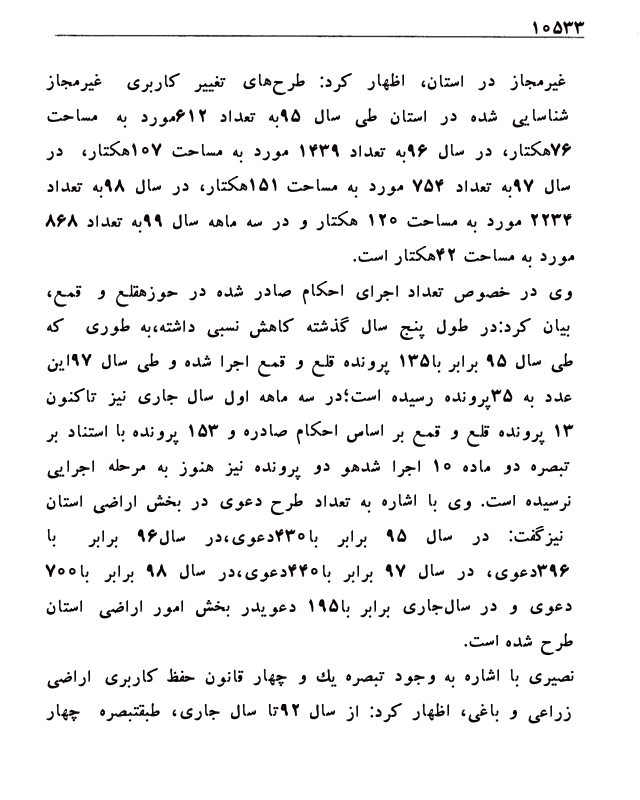 ۱۰۵۳۳
غیرمجاز در استان، اظهار کرد: طرح‌های تغییر کاربری غیرمجاز
شناسایی شده در استان طی سال ۹۵به تعداد ۶۱۲مورد به مساحت
۷۶هکتار، در سال ۹۶به تعداد ۱۴۳۹ مورد به مساحت ۱۰۷هکتار، در
سال ۹۷به تعداد ۷۵۴ مورد به مساحت ۱۵۱هکتار، در سال ۹۸به تعداد
۲۲۳۴ مورد به مساحت ۱۲۰ هکتار و در سه ماهه سال ۹۹به تعداد ۸۶۸
مورد به مساحت ۴۲هکتار است.
وی در خصوص تعداد اجرای احکام صادر شده در حوزهقلع و قمع،
بیان کرد:در طول پنج سال گذشته کاهش نسبی داشته،به طوری که
طی سال ۹۵ برابر با۱۳۵ پرونده قلع و قمع اجرا شده و طی سال ۹۷این
عدد به ۳۵پرونده رسیده است؛در سه ماهه اول سال جاری نیز تاکنون
۱۳ پرونده قلع و قمع بر اساس احکام صادره و ۱۵۳ پرونده با استناد بر
تبصره دو ماده ۱۰ اجرا شدهو دو پرونده نیز هنوز به مرحله اجرایی
نرسیده است. وی با اشاره به تعداد طرح دعوی در بخش اراضی استان
نیزگفت: در سال ۹۵ برابر با۴۳۰دعوی،در سال۹۶ برابر با
۳۹۶دعوی، در سال ۹۷ برابر با۴۴۰دعوی،در سال ۹۸ برابر با۷۰۰
دعوی و در سال‌جاری برابر با۱۹۵ دعویدر بخش امور اراضی استان
طرح شده است.
نصیری با اشاره به وجود تبصره یك و چهار قانون حفظ کاربری اراضی
زراعی و باغی، اظهار کرد: از سال ۹۲تا سال جاری، طبقتبصره چهار